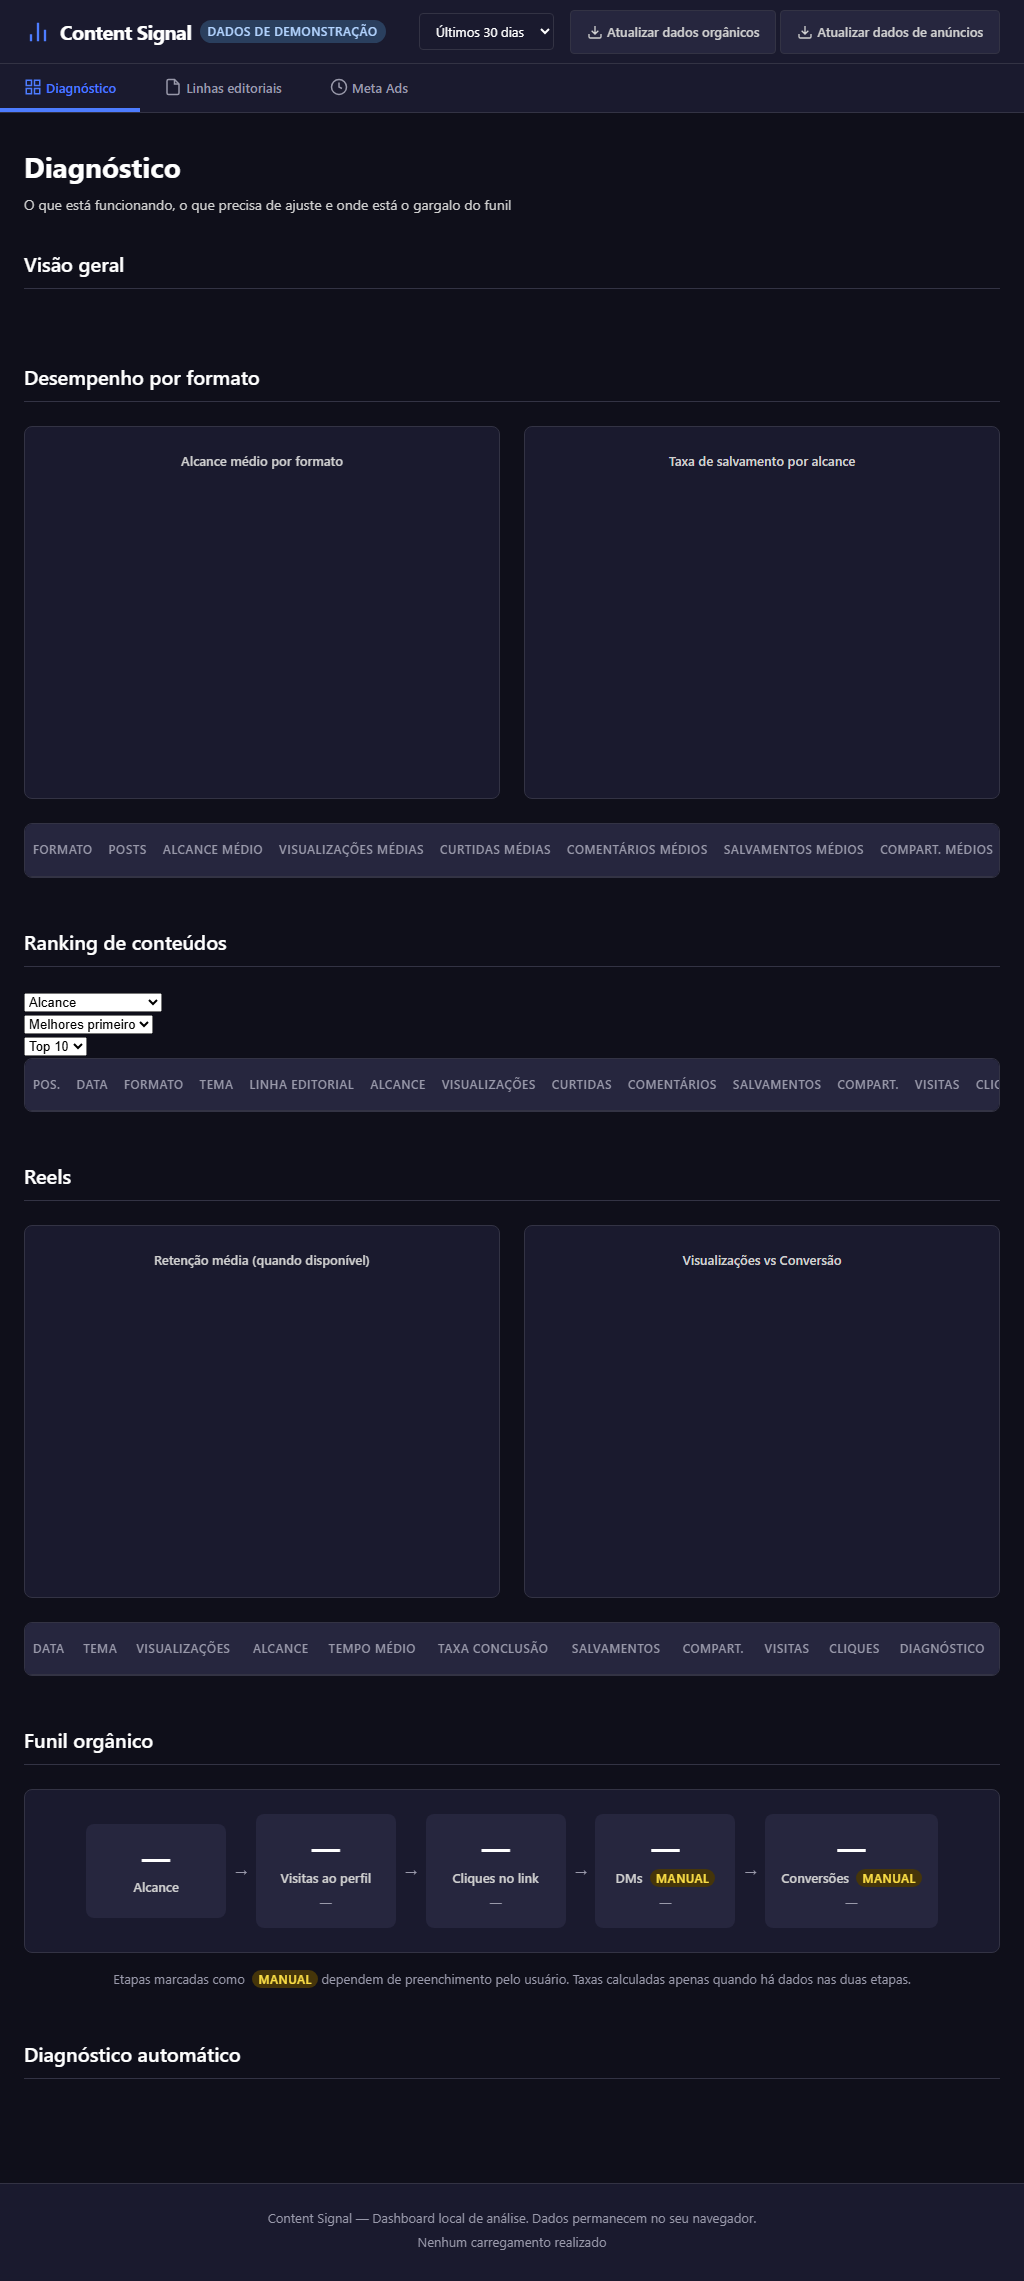 Content Signal DADOS DE DEMONSTRAÇÃO Últimos 30 dias Atualizar dados orgânicos Atualizar dados de anúncios
Diagnóstico Linhas editoriais Meta Ads
Diagnóstico
O que está funcionando, o que precisa de ajuste e onde está o gargalo do funil
Visão geral
Desempenho por formato
Alcance médio por formato Taxa de salvamento por alcance
FORMATO POSTS ALCANCE MÉDIO VISUALIZAÇÕES MÉDIAS CURTIDAS MÉDIAS COMENTÁRIOS MÉDIOS SALVAMENTOS MÉDIOS COMPART. MÉDIOS
Ranking de conteúdos
Alcance
Melhores primeiro
Top 10
POS. DATA FORMATO TEMA LINHA EDITORIAL ALCANCE VISUALIZAÇÕES CURTIDAS COMENTÁRIOS SALVAMENTOS COMPART. VISITAS
Reels
Retenção média (quando disponível) Visualizações vs Conversão
DATA TEMA VISUALIZAÇÕES ALCANCE TEMPO MÉDIO TAXA CONCLUSÃO SALVAMENTOS COMPART. VISITAS CLIQUES DIAGNÓSTICO
Funil orgânico
— → — → — → — → —
Alcance Visitas ao perfil Cliques no link DMs MANUAL Conversões MANUAL
— — — —
Etapas marcadas como MANUAL dependem de preenchimento pelo usuário. Taxas calculadas apenas quando há dados nas duas etapas.
Diagnóstico automático
Content Signal — Dashboard local de análise. Dados permanecem no seu navegador.
Nenhum carregamento realizado